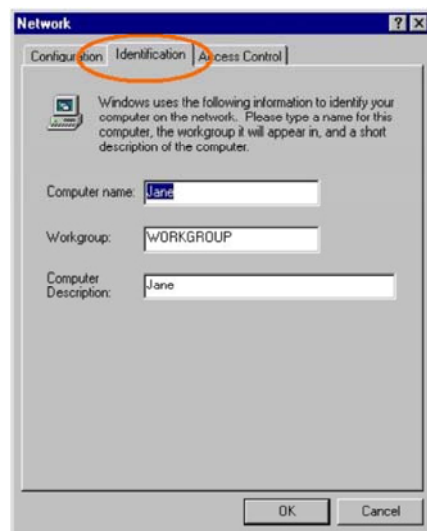 Network
Configuration Identification Access Control
Windows uses the following information to identify your
computer on the network. Please type a name for this
computer, the workgroup it will appear in, and a short
description of the computer.
Computer name: Jane
Workgroup: WORKGROUP
Computer
Description: Jane
OK Cancel